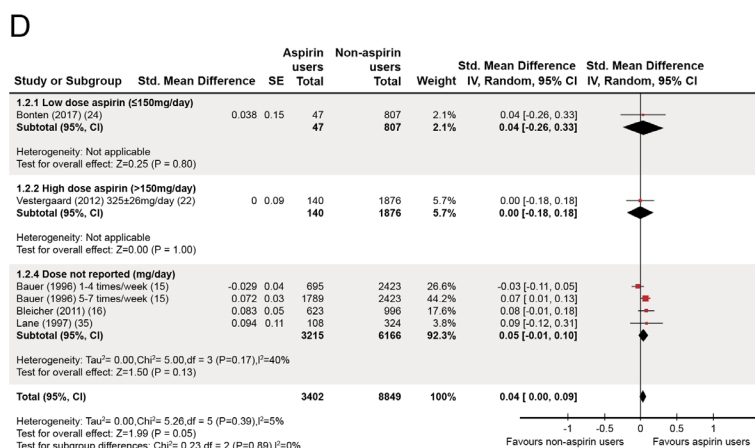 D
Aspirin Non-aspirin
users users Std. Mean Difference Std. Mean Difference
Study or Subgroup Std. Mean Difference SE Total Total Weight IV, Random, 95% CI IV, Random, 95% CI
1.2.1 Low dose aspirin (≤150mg/day)
Bonten (2017) (24) 0.038 0.15 47 807 2.1% 0.04 [-0.26, 0.33]
Subtotal (95%, CI) 47 807 2.1% 0.04 [-0.26, 0.33]
Heterogeneity: Not applicable
Test for overall effect: Z=0.25 (P = 0.80)
1.2.2 High dose aspirin (>150mg/day)
Vestergaard (2012) 325±26mg/day (22) 0 0.09 140 1876 5.7% 0.00 [-0.18, 0.18]
Subtotal (95%, CI) 140 1876 5.7% 0.00 [-0.18, 0.18]
Heterogeneity: Not applicable
Test for overall effect: Z=0.00 (P = 1.00)
1.2.4 Dose not reported (mg/day)
Bauer (1996) 1-4 times/week (15) -0.029 0.04 695 2423 26.6% -0.03 [-0.11, 0.05]
Bauer (1996) 5-7 times/week (15) 0.072 0.03 1789 2423 44.2% 0.07 [0.01, 0.13]
Bleicher (2011) (16) 0.083 0.05 623 996 17.6% 0.08 [-0.01, 0.18]
Lane (1997) (35) 0.094 0.11 108 324 2.1% 0.09 [-0.12, 0.31]
Subtotal (95%, CI) 3215 6166 92.3% 0.05 [-0.01, 0.10]
Heterogeneity: Tau²= 0.00,Chi²= 5.00,df = 3 (P=0.17),I²=40%
Test for overall effect: Z=1.50 (P = 0.13)
Total (95%, CI) 3402 8849 100% 0.04 [ 0.00, 0.09]
Heterogeneity: Tau²= 0.00,Chi²= 5.26,df = 5 (P=0.39),I²=5%
Test for overall effect: Z=1.99 (P = 0.05)
Test for subgroup differences: Chi²= 0.23,df = 2 (P=0.89),I²=0%
-1 -0.5 0 0.5 1
Favours non-aspirin users Favours aspirin users